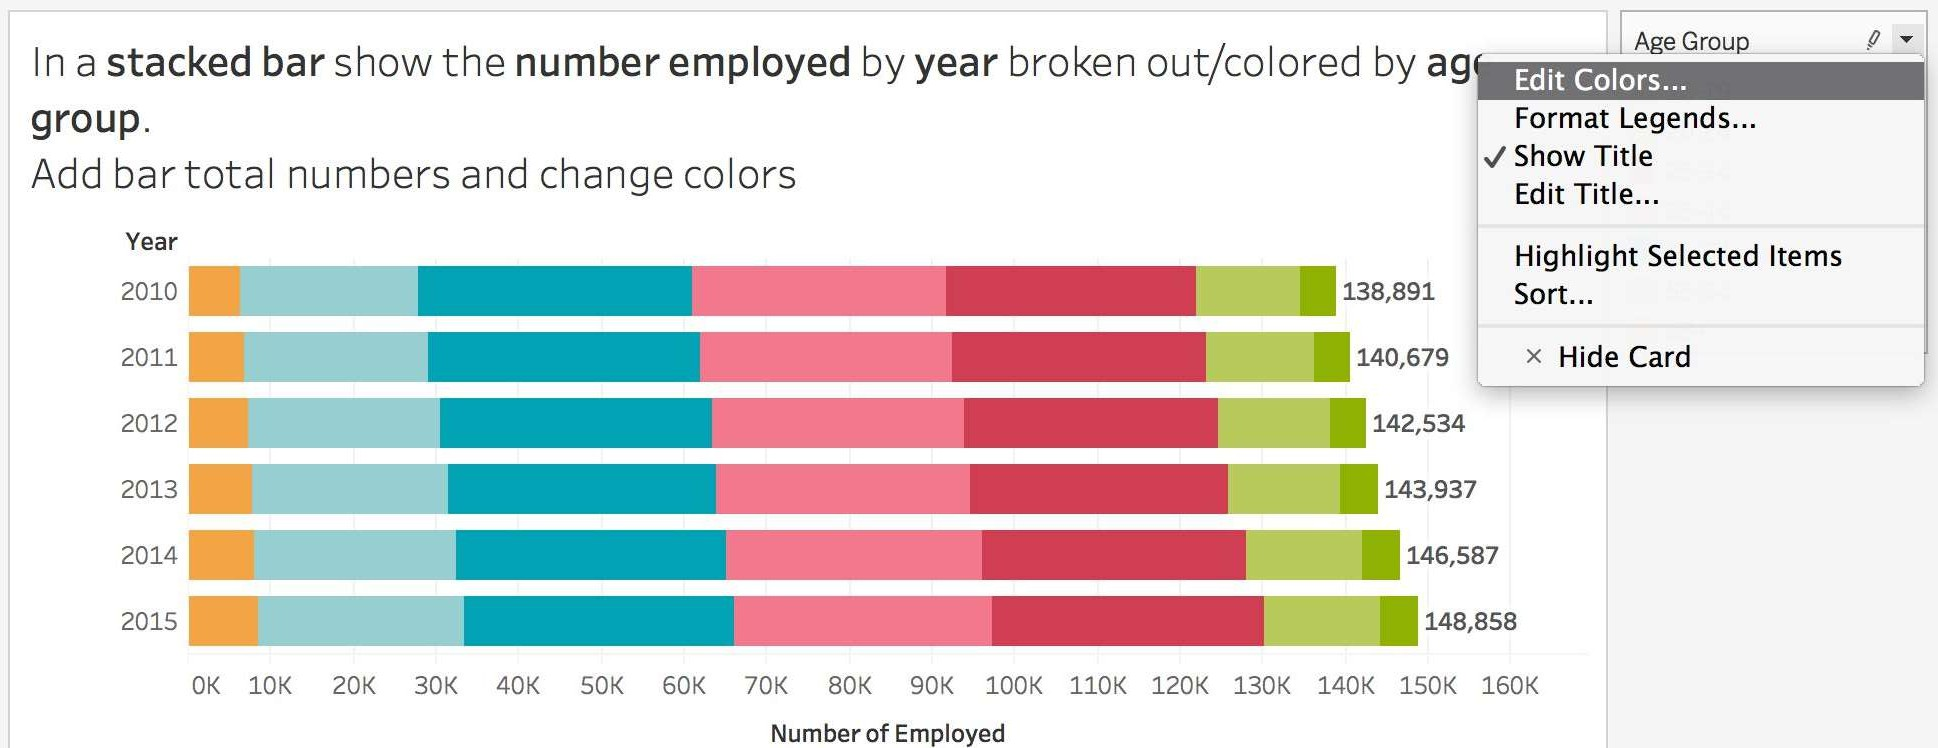 In a stacked bar show the number employed by year broken out/colored by age
group.
Add bar total numbers and change colors
Age Group
Edit Colors...
Format Legends...
✓ Show Title
Edit Title...
Highlight Selected Items
Sort...
× Hide Card
Year
2010 138,891
2011 140,679
2012 142,534
2013 143,937
2014 146,587
2015 148,858
0K 10K 20K 30K 40K 50K 60K 70K 80K 90K 100K 110K 120K 130K 140K 150K 160K
Number of Employed